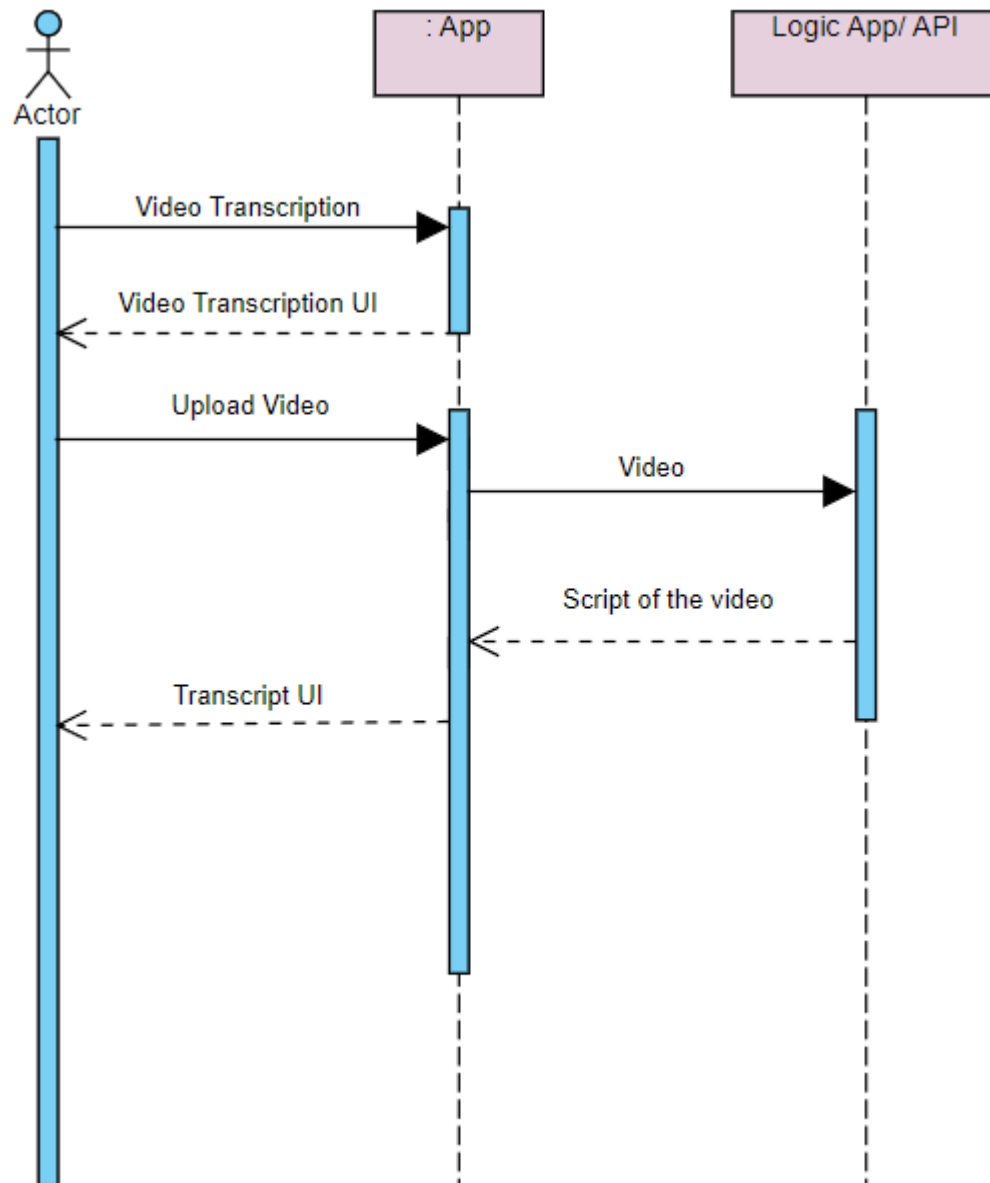 : App
Logic App/ API
Actor
Video Transcription
Video Transcription UI
Upload Video
Video
Script of the video
Transcript UI